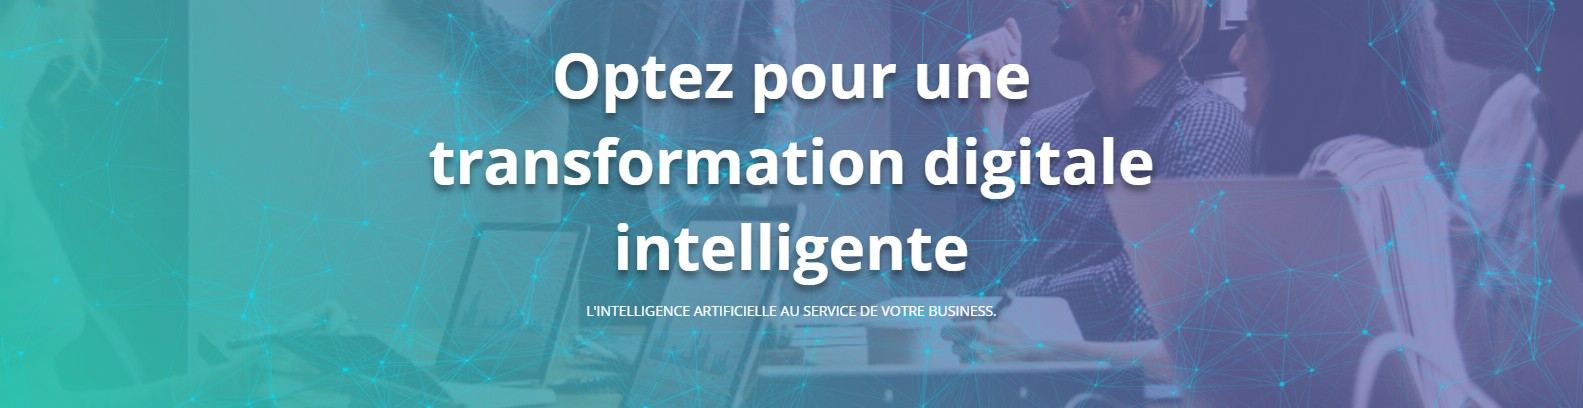 Optez pour une
transformation digitale
intelligente
L'INTELLIGENCE ARTIFICIELLE AU SERVICE DE VOTRE BUSINESS.